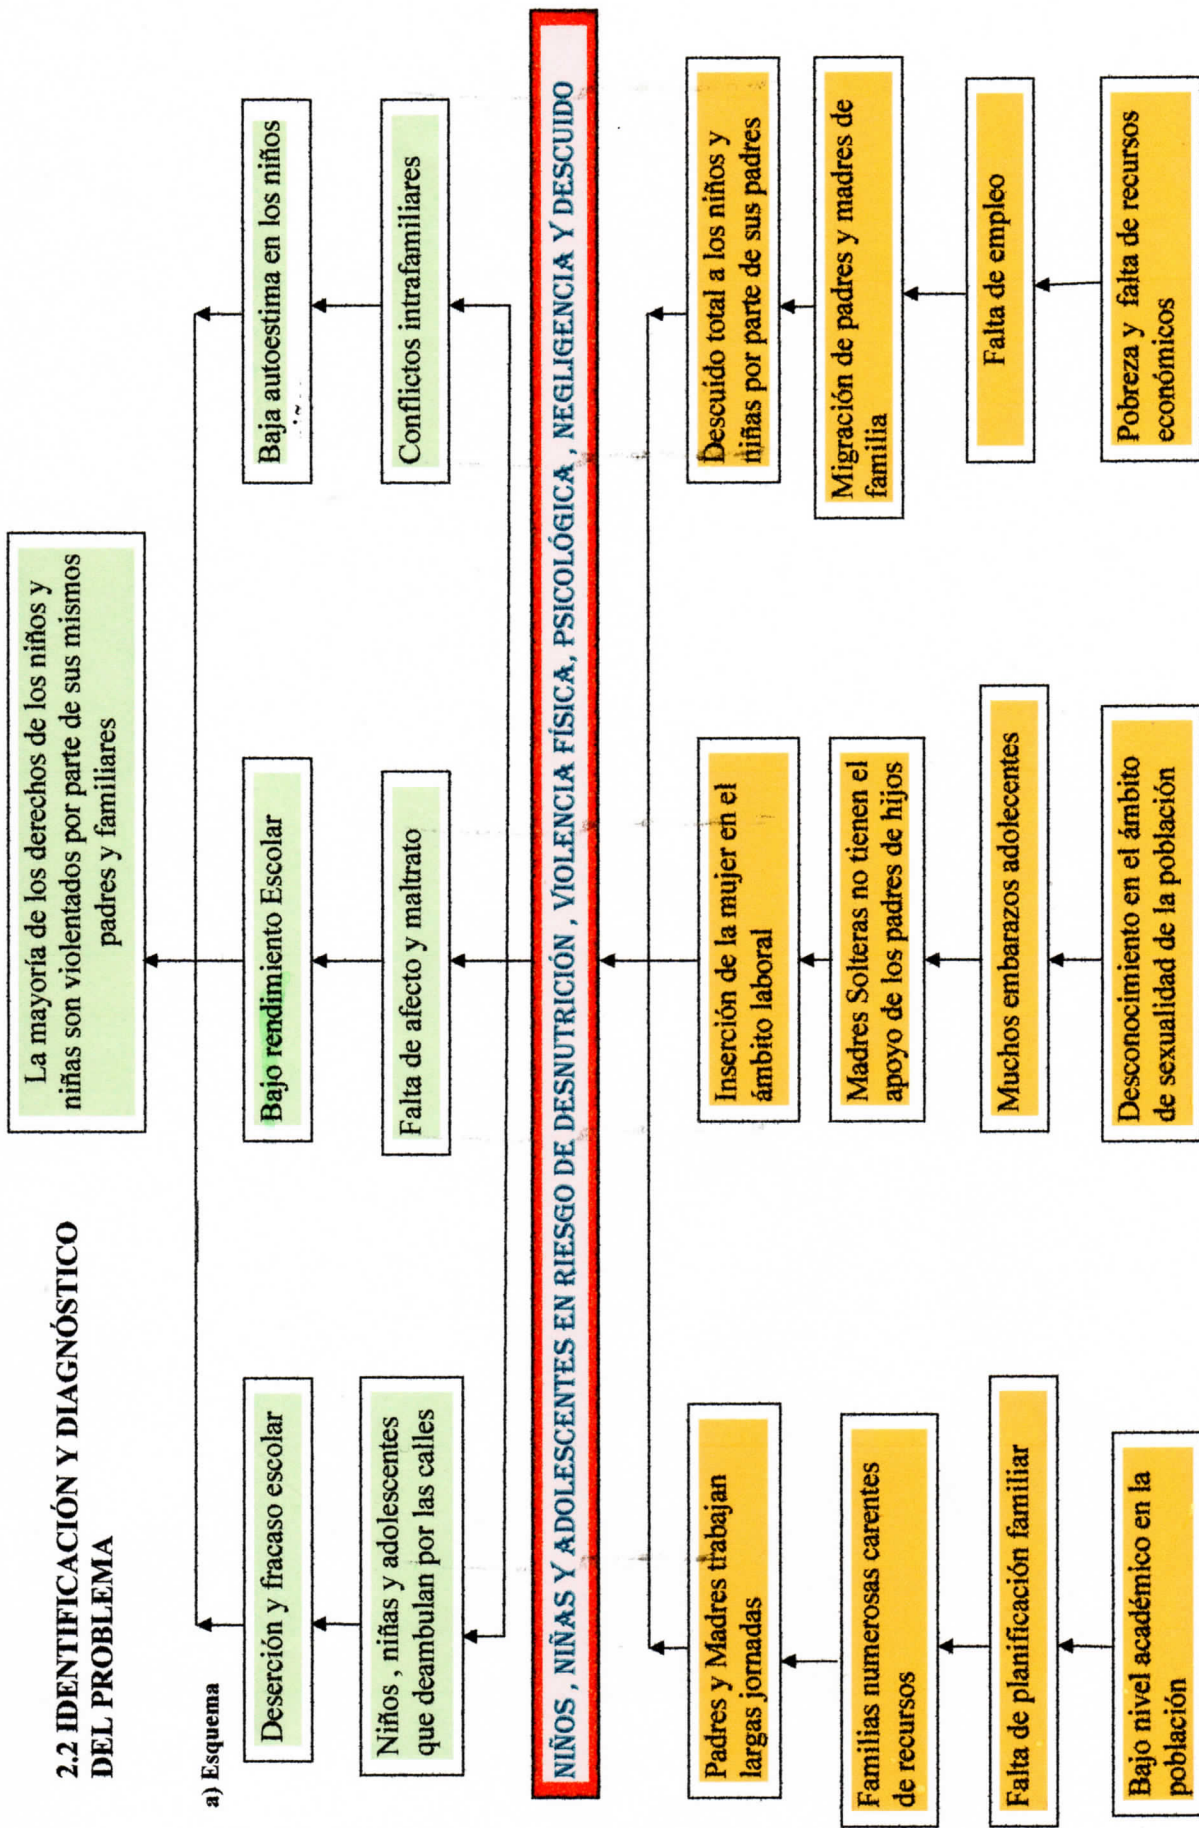 2.2 IDENTIFICACIÓN Y DIAGNÓSTICO
DEL PROBLEMA
a) Esquema
La mayoría de los derechos de los niños y
niñas son violentados por parte de sus mismos
padres y familiares
Deserción y fracaso escolar
Bajo rendimiento Escolar
Baja autoestima en los niños
Niños , niñas y adolescentes
que deambulan por las calles
Falta de afecto y maltrato
Conflictos intrafamiliares
NIÑOS , NIÑAS Y ADOLESCENTES EN RIESGO DE DESNUTRICIÓN , VIOLENCIA FÍSICA, PSICOLÓGICA , NEGLIGENCIA Y DESCUIDO
Padres y Madres trabajan
largas jornadas
Inserción de la mujer en el
ámbito laboral
Descuido total a los niños y
niñas por parte de sus padres
Familias numerosas carentes
de recursos
Madres Solteras no tienen el
apoyo de los padres de hijos
Migración de padres y madres de
familia
Falta de planificación familiar
Muchos embarazos adolecentes
Falta de empleo
Bajo nivel académico en la
población
Desconocimiento en el ámbito
de sexualidad de la población
Pobreza y falta de recursos
económicos